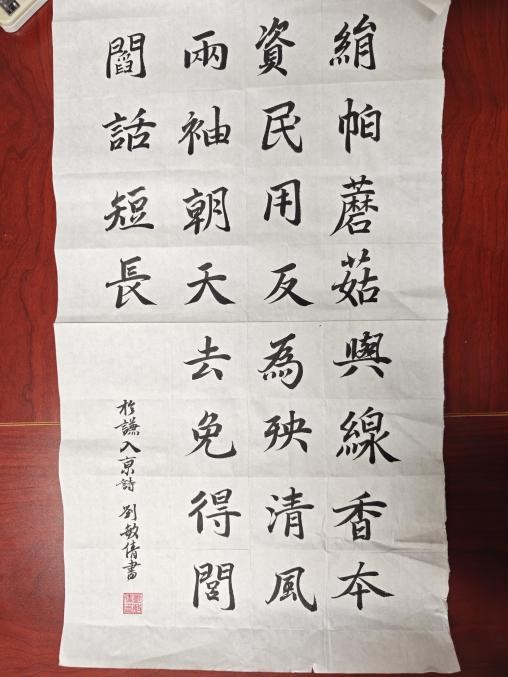 絹帕蘑菇與線香本
資民用反為殃清風
兩袖朝天去免得閭
閻話短長
於謙入京詩 劉敏倩書